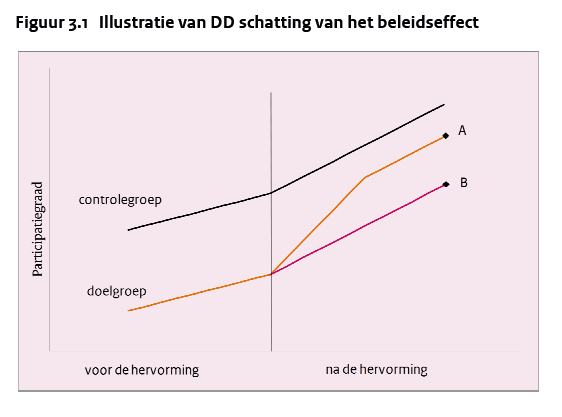 Figuur 3.1 Illustratie van DD schatting van het beleidseffect
A
B
controlegroep
Participatiegraad
doelgroep
voor de hervorming
na de hervorming